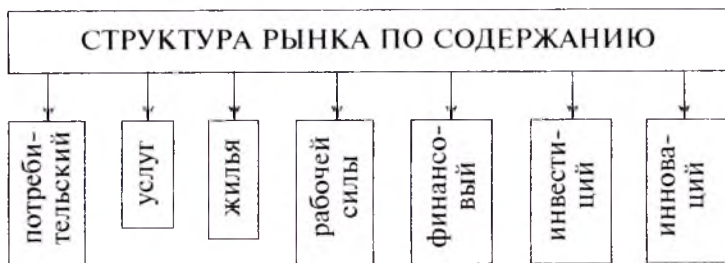 СТРУКТУРА РЫНКА ПО СОДЕРЖАНИЮ
потреби-
тельский
услуг
жилья
рабочей
силы
финансо-
вый
инвести-
ций
иннова-
ций